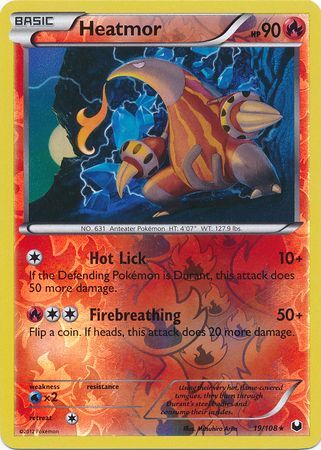 BASIC
Heatmor
HP 90
NO. 631 Anteater Pokémon HT: 4'07" WT: 127.9 lbs.
Hot Lick 10+
If the Defending Pokémon is Durant, this attack does
50 more damage.
Firebreathing 50+
Flip a coin. If heads, this attack does 20 more damage.
weakness
×2
resistance
retreat
Using their very hot, flame-covered
tongues, they burn through
Durant's steel bodies and
consume their insides.
©2012 Pokémon
Illus. Masahiko
19/108 ★